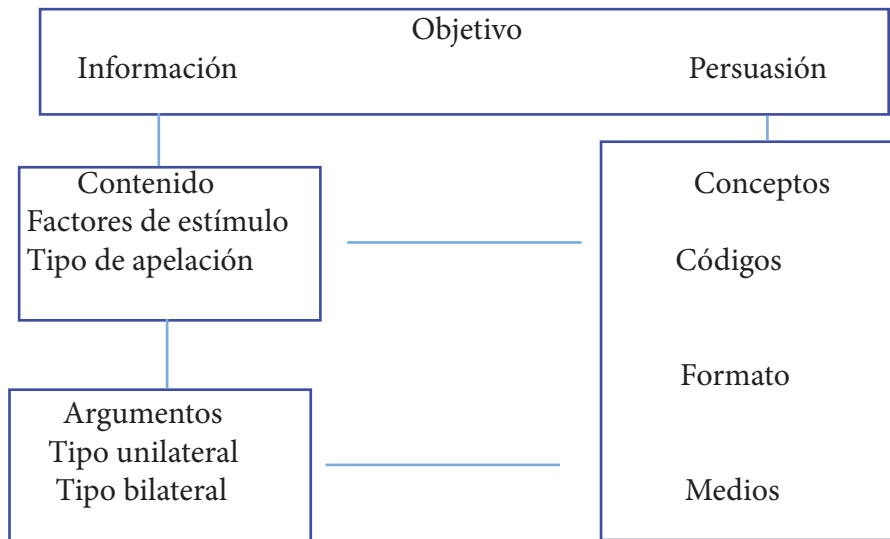 Objetivo
Información Persuasión
Contenido
Factores de estímulo
Tipo de apelación
Argumentos
Tipo unilateral
Tipo bilateral
Conceptos
Códigos
Formato
Medios